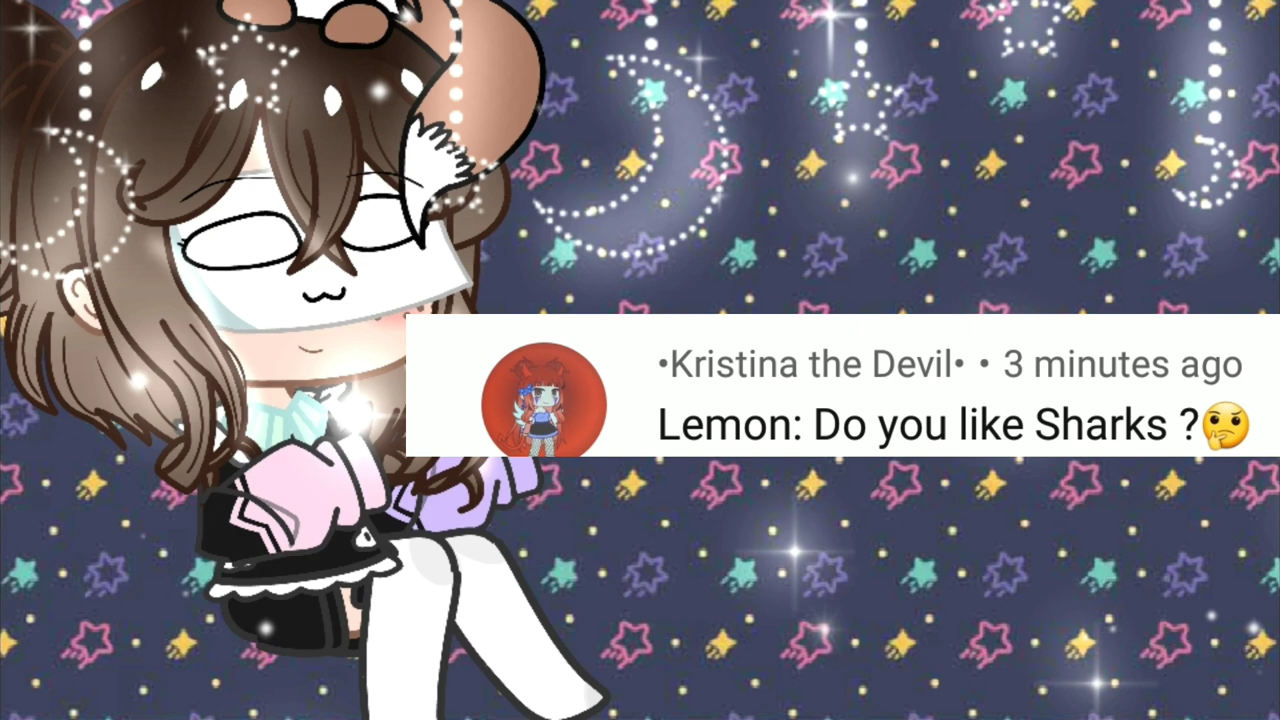 •Kristina the Devil• • 3 minutes ago
Lemon: Do you like Sharks ?🤔